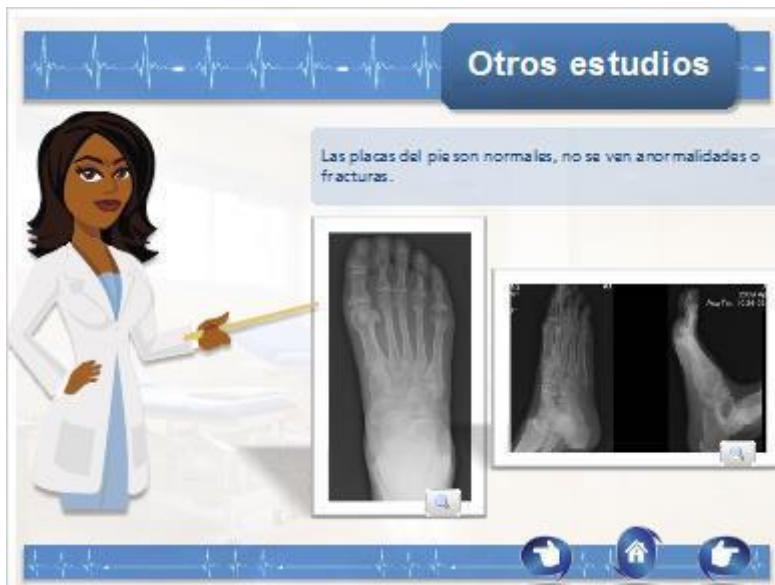 Otros estudios
Las placas del pie son normales, no se ven anormalidades o
fracturas.